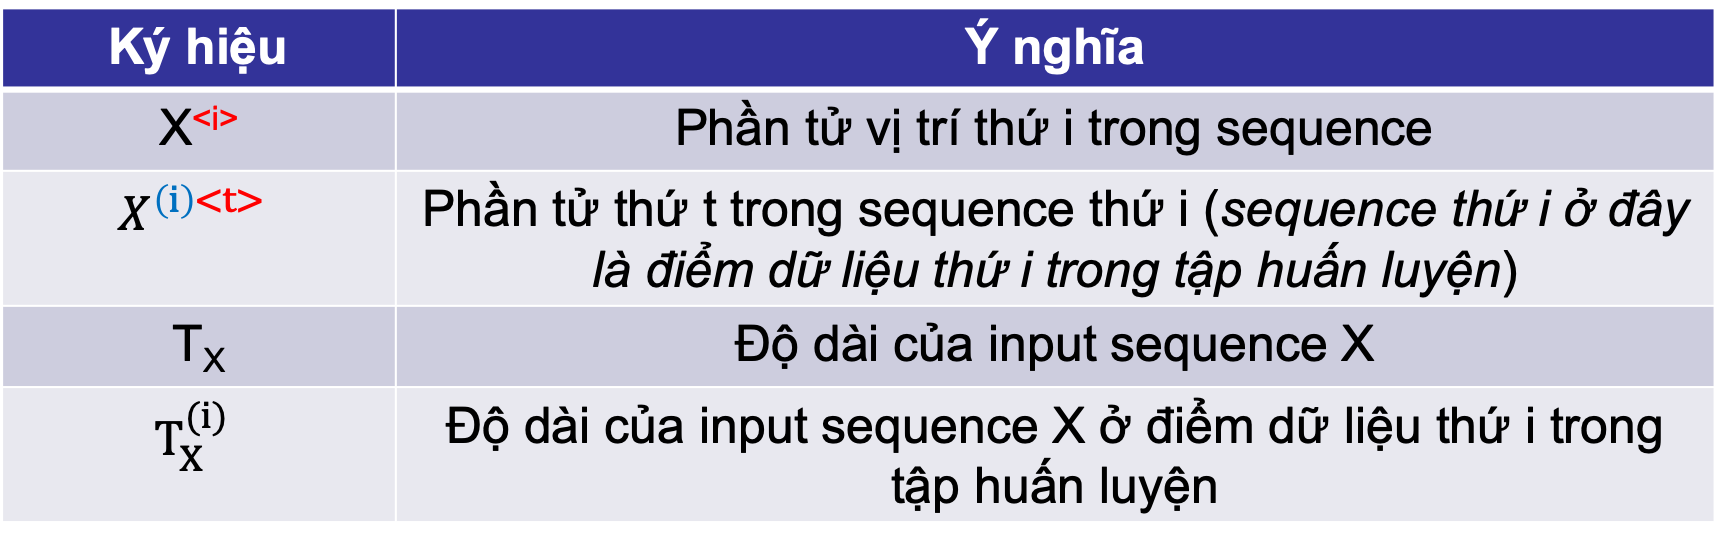 Ký hiệu Ý nghĩa
X<i> Phần tử vị trí thứ i trong sequence
X(i)<t> Phần tử thứ t trong sequence thứ i (sequence thứ i ở đây
là điểm dữ liệu thứ i trong tập huấn luyện)
TX Độ dài của input sequence X
TX(i) Độ dài của input sequence X ở điểm dữ liệu thứ i trong
tập huấn luyện